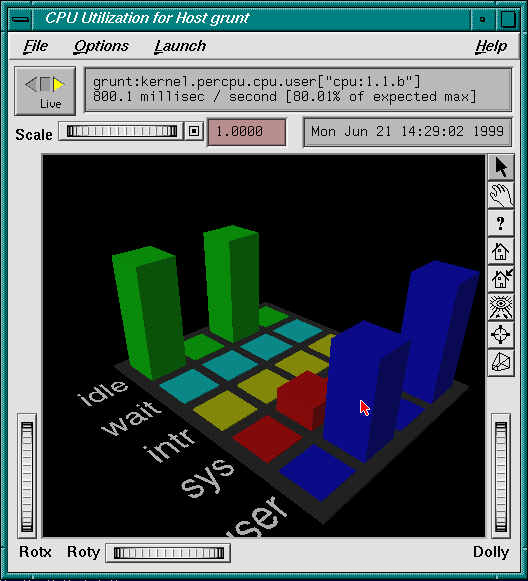 CPU Utilization for Host grunt
File Options Launch Help
grunt:kernel.percpu.cpu.user["cpu:1.1.b"]
800.1 millisec / second [80.01% of expected max]
Live
Scale 1.0000 Mon Jun 21 14:29:02 1999
?
idle
wait
intr
sys
user
Rotx Roty Dolly